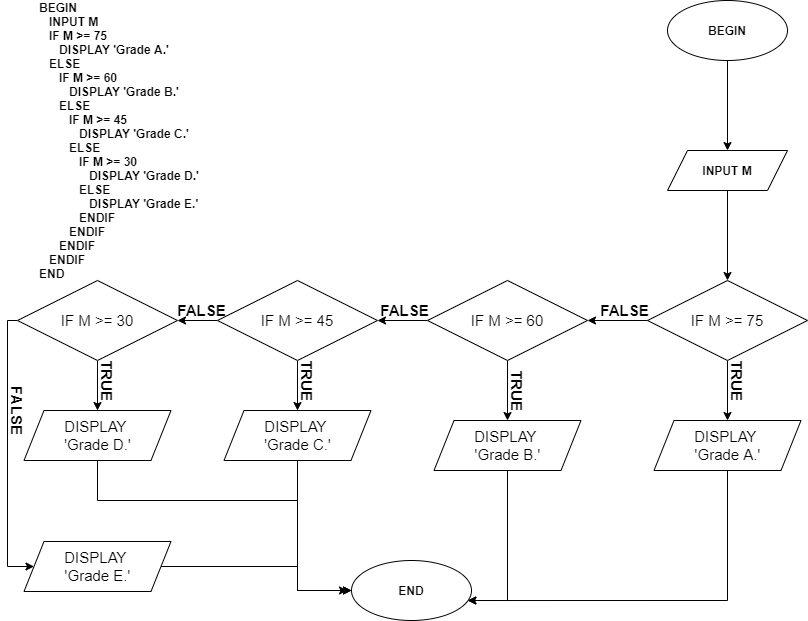 BEGIN
INPUT M
IF M >= 75
DISPLAY 'Grade A.'
ELSE
IF M >= 60
DISPLAY 'Grade B.'
ELSE
IF M >= 45
DISPLAY 'Grade C.'
ELSE
IF M >= 30
DISPLAY 'Grade D.'
ELSE
DISPLAY 'Grade E.'
ENDIF
ENDIF
ENDIF
ENDIF
END
BEGIN
INPUT M
IF M >= 30
FALSE
IF M >= 45
FALSE
IF M >= 60
FALSE
IF M >= 75
FALSE
TRUE
TRUE
TRUE
TRUE
DISPLAY
'Grade D.'
DISPLAY
'Grade C.'
DISPLAY
'Grade B.'
DISPLAY
'Grade A.'
DISPLAY
'Grade E.'
END